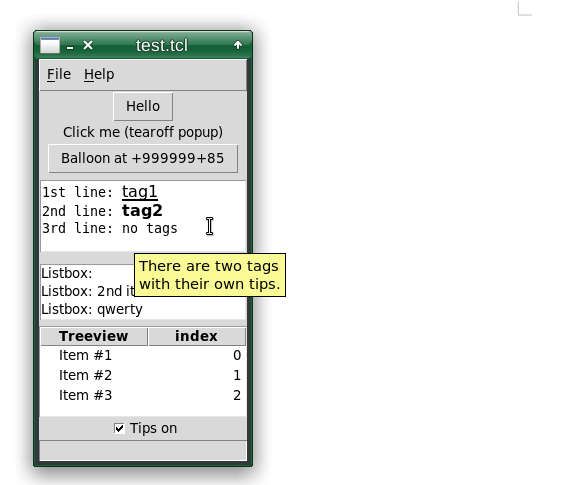 test.tcl
File Help
Hello
Click me (tearoff popup)
Balloon at +999999+85
1st line: tag1
2nd line: tag2
3rd line: no tags
There are two tags
with their own tips.
Listbox:
Listbox: 2nd it
Listbox: qwerty
Treeview index
Item #1 0
Item #2 1
Item #3 2
Tips on